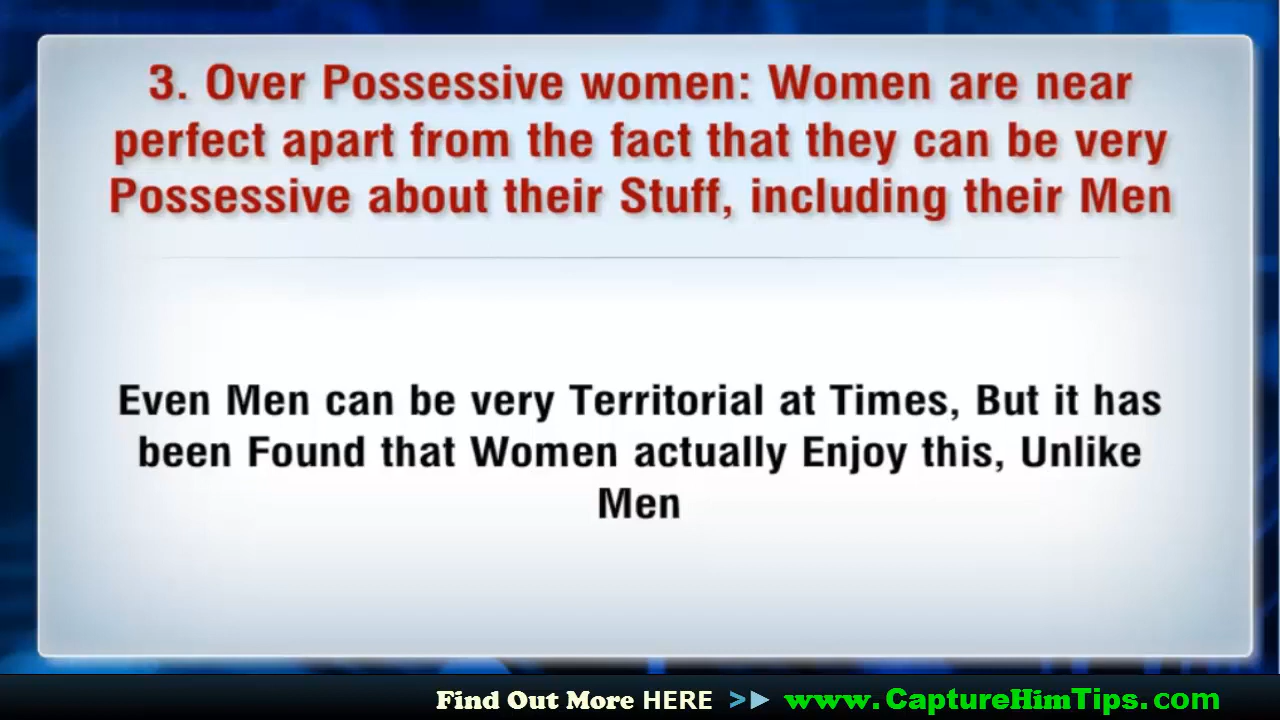 3. Over Possessive women: Women are near
perfect apart from the fact that they can be very
Possessive about their Stuff, including their Men
Even Men can be very Territorial at Times, But it has
been Found that Women actually Enjoy this, Unlike
Men
Find Out More HERE >> www.CaptureHimTips.com